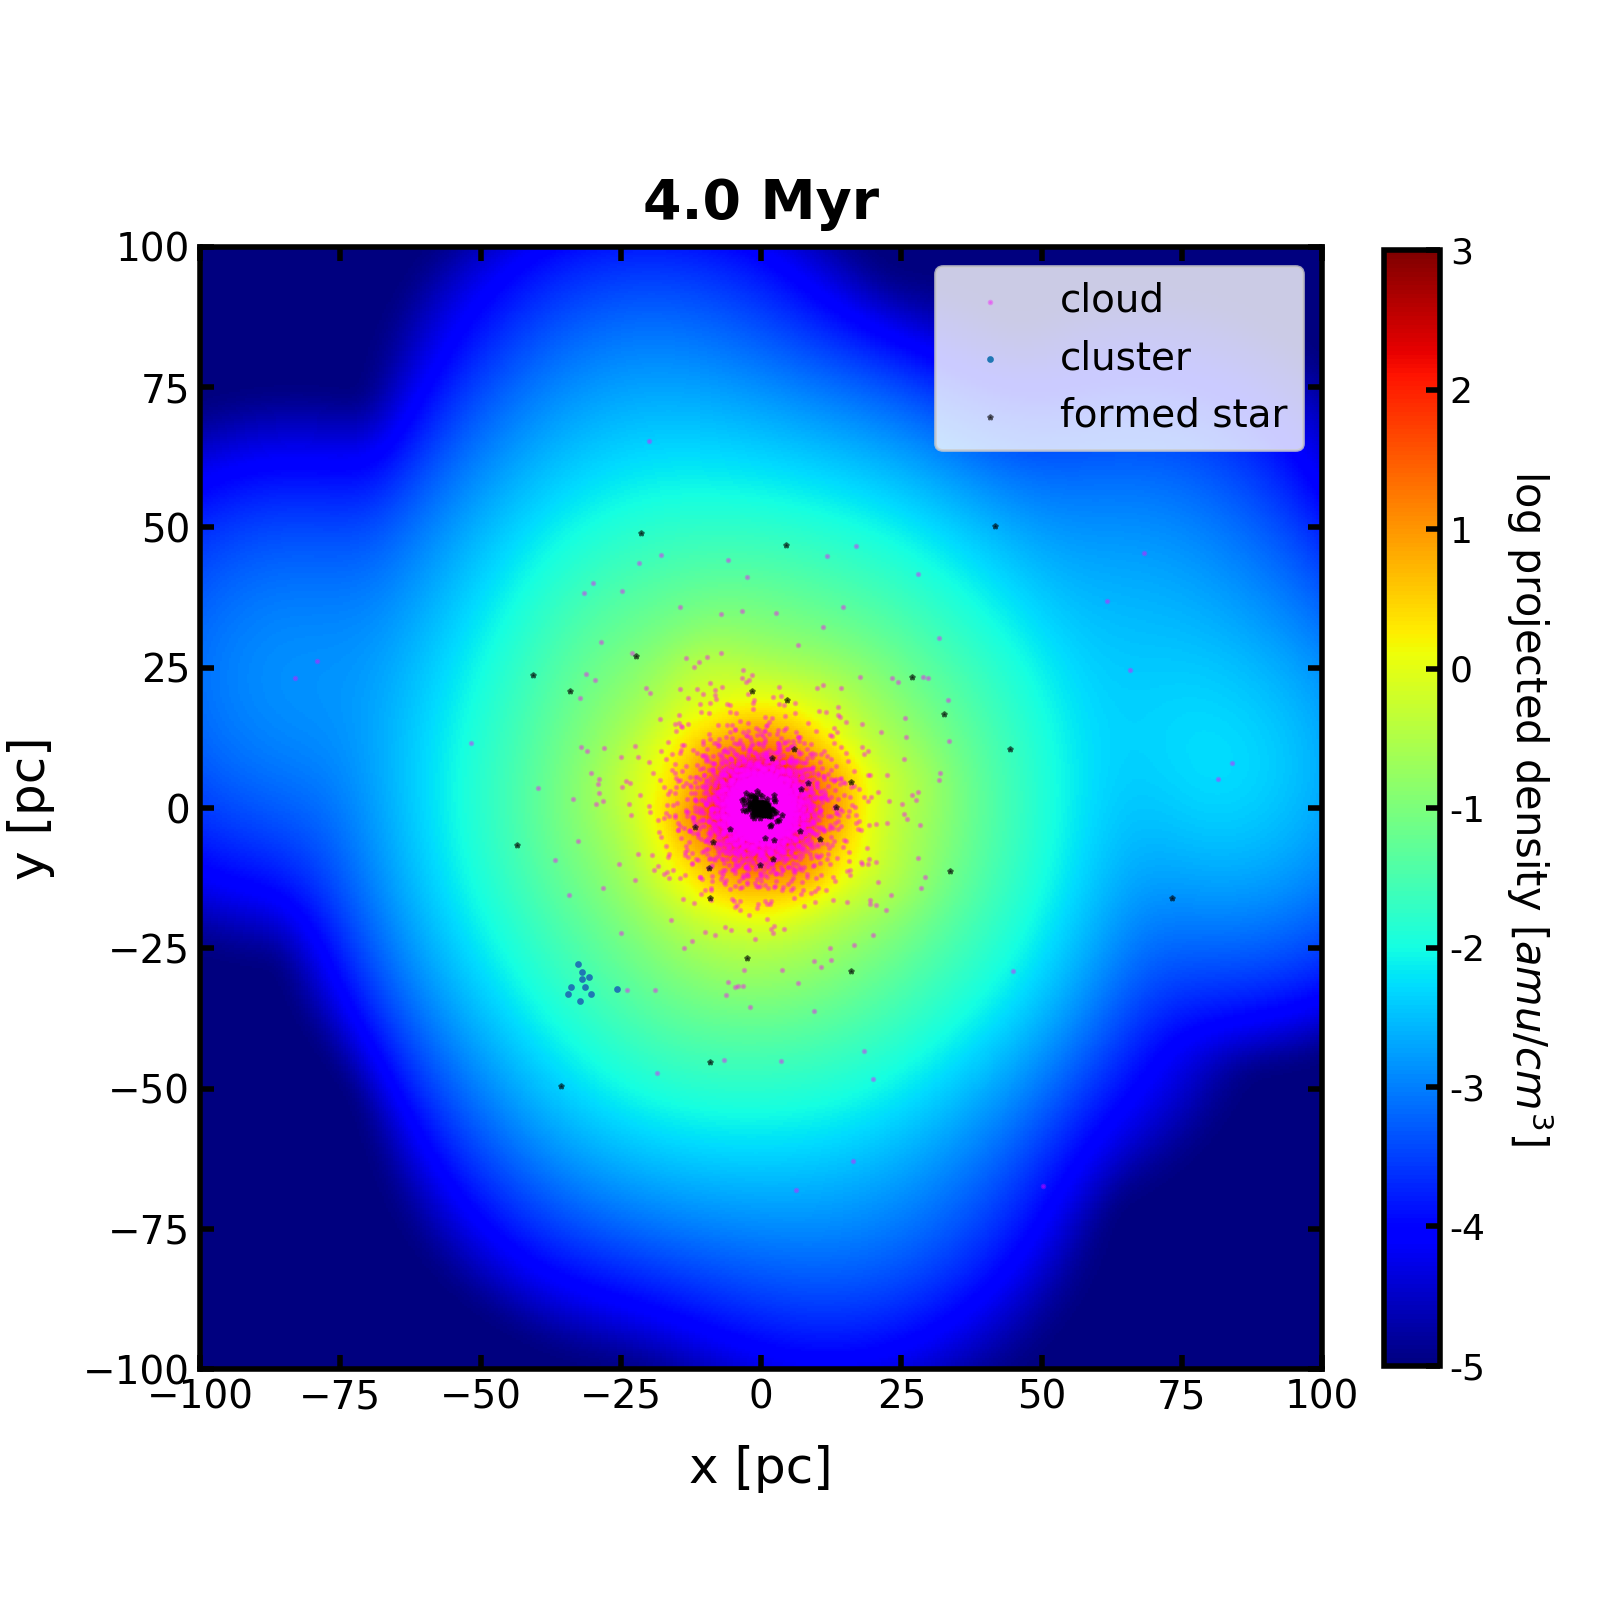 4.0 Myr
100
75
50
25
0
−25
−50
−75
−100
y [pc]
−100 −75 −50 −25 0 25 50 75 100
x [pc]
cloud
cluster
formed star
3
2
1
0
-1
-2
-3
-4
-5
log projected density [amu/cm³]